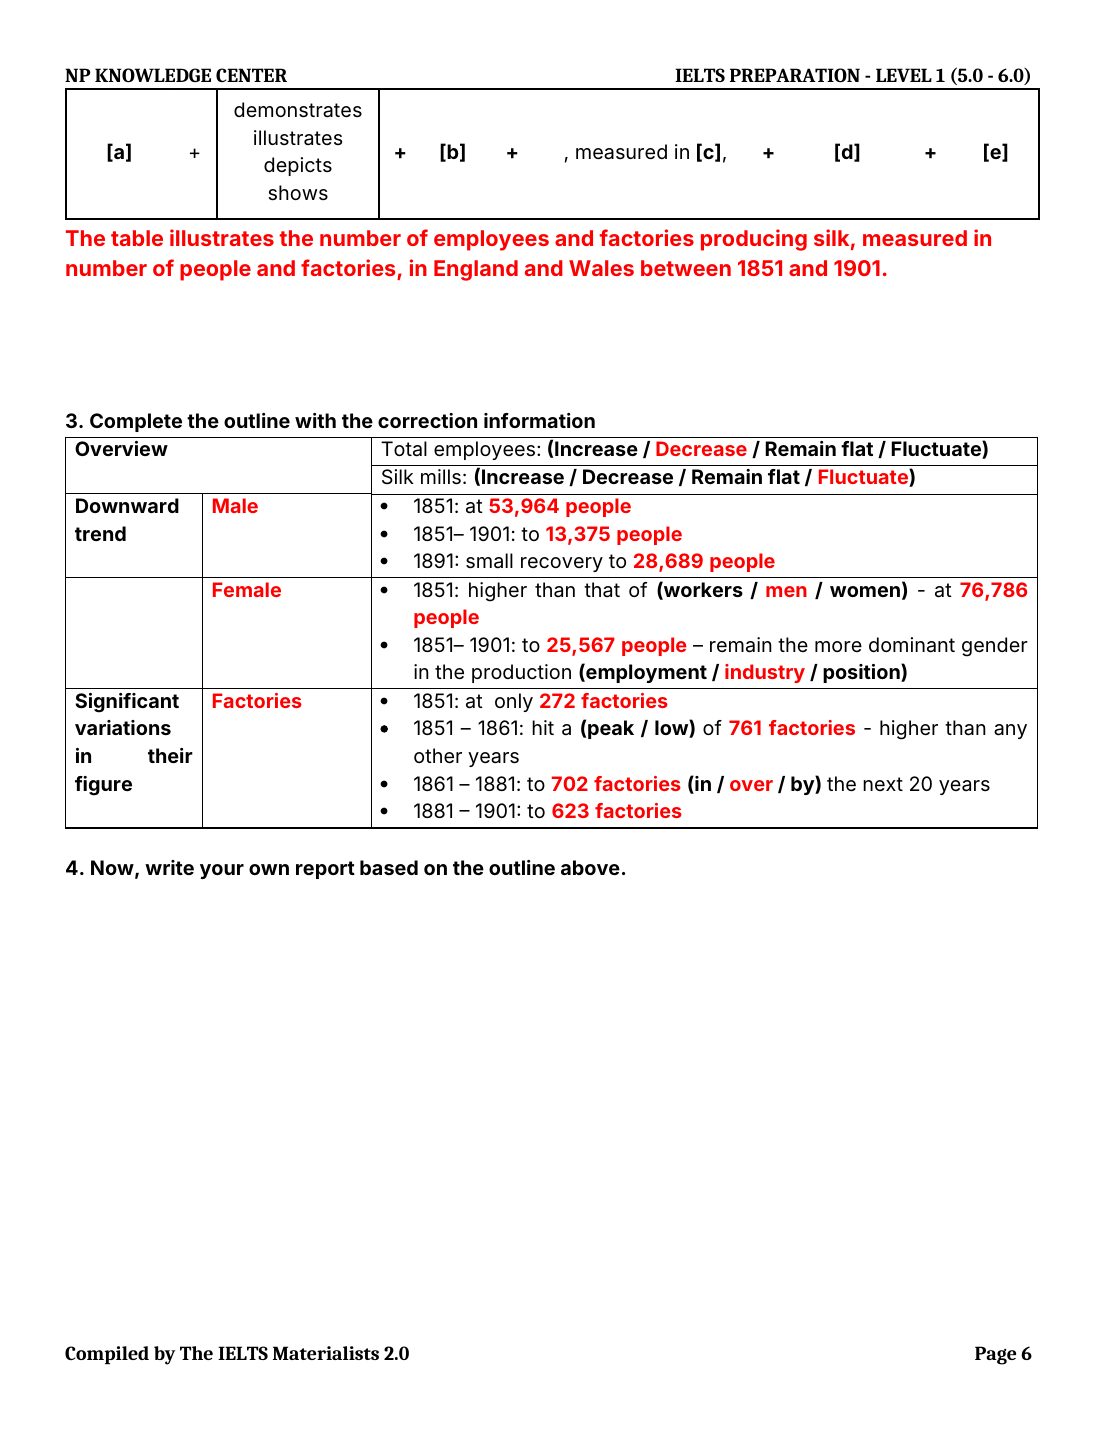 NP KNOWLEDGE CENTER IELTS PREPARATION - LEVEL 1 (5.0 - 6.0)
demonstrates
illustrates
depicts
shows
[a] + + [b] + , measured in [c], + [d] + [e]
The table illustrates the number of employees and factories producing silk, measured in
number of people and factories, in England and Wales between 1851 and 1901.
3. Complete the outline with the correction information
Overview
Total employees: (Increase / Decrease / Remain flat / Fluctuate)
Silk mills: (Increase / Decrease / Remain flat / Fluctuate)
Downward
trend
Male
• 1851: at 53,964 people
• 1851– 1901: to 13,375 people
• 1891: small recovery to 28,689 people
Female
• 1851: higher than that of (workers / men / women) - at 76,786
people
• 1851– 1901: to 25,567 people – remain the more dominant gender
in the production (employment / industry / position)
Significant
variations
in their
figure
Factories
• 1851: at only 272 factories
• 1851 – 1861: hit a (peak / low) of 761 factories - higher than any
other years
• 1861 – 1881: to 702 factories (in / over / by) the next 20 years
• 1881 – 1901: to 623 factories
4. Now, write your own report based on the outline above.
Compiled by The IELTS Materialists 2.0 Page 6